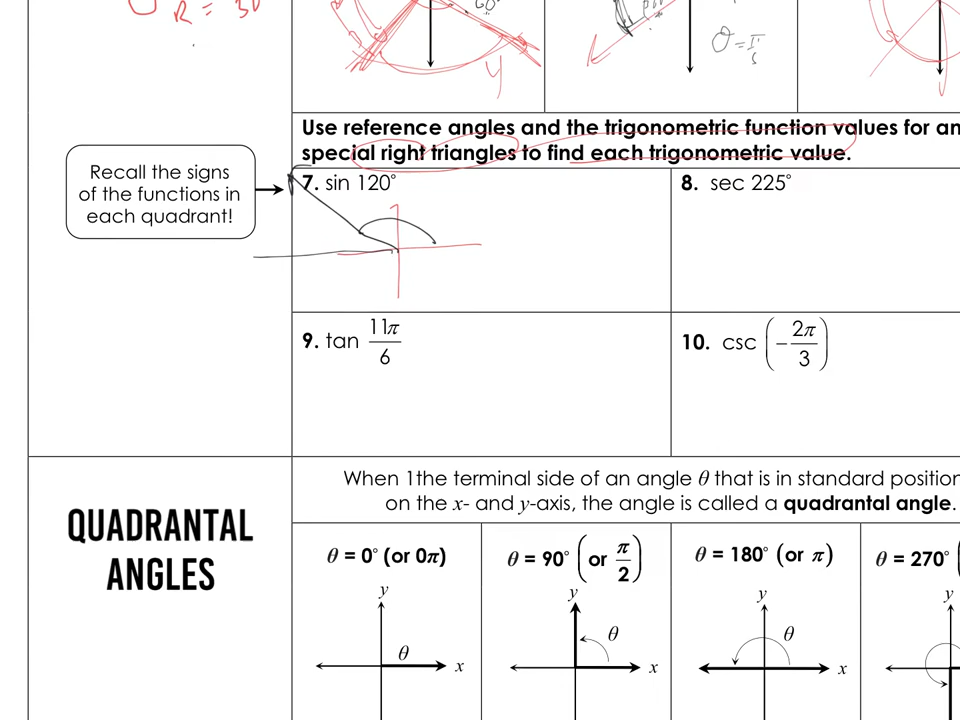 R = 30
60°
y
θ = π
Use reference angles and the trigonometric function values for an
special right triangles to find each trigonometric value.
Recall the signs
of the functions in
each quadrant!
7. sin 120°
8. sec 225°
9. tan 11π/6
10. csc (−2π/3)
When 1the terminal side of an angle θ that is in standard position
on the x- and y-axis, the angle is called a quadrantal angle.
QUADRANTAL
ANGLES
θ = 0° (or 0π)
θ = 90° (or π/2)
θ = 180° (or π)
θ = 270° (
y
θ
x
y
θ
x
y
θ
x
y